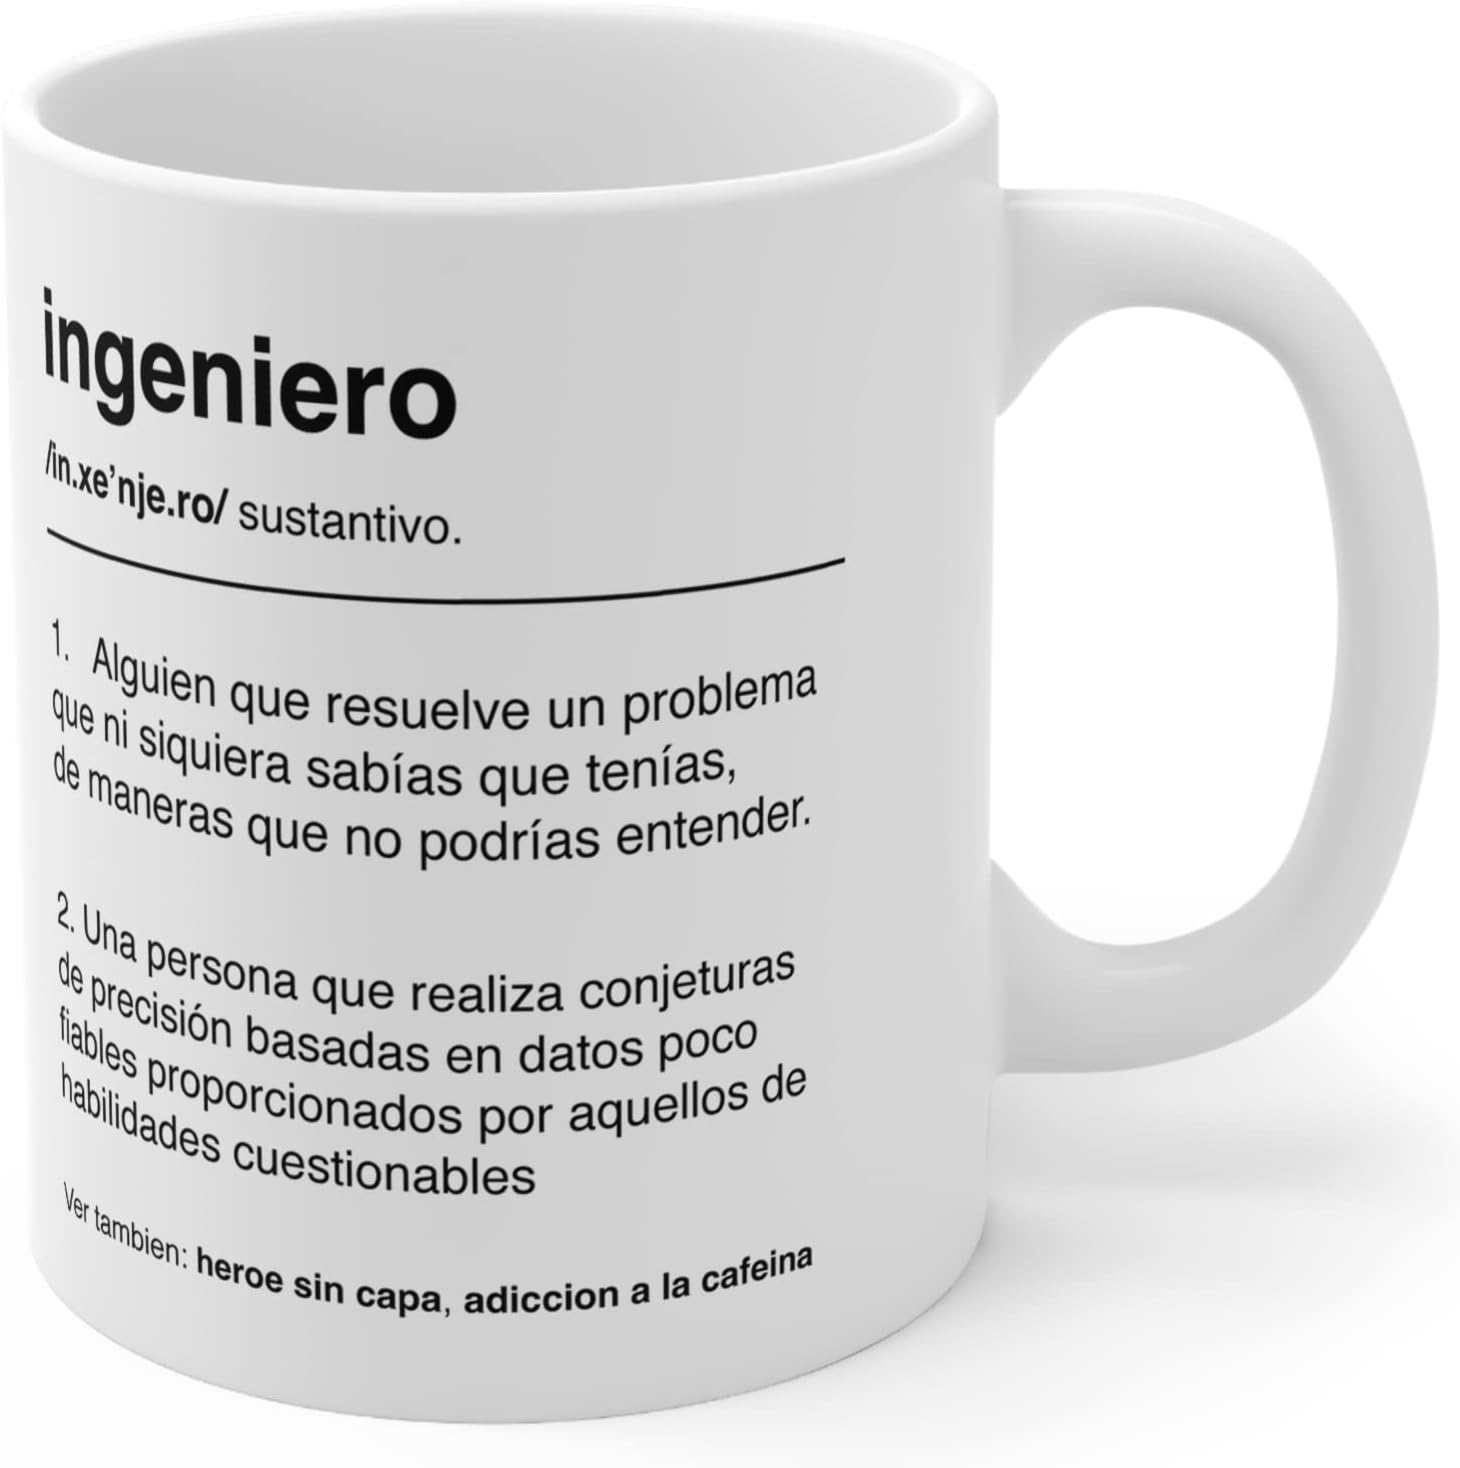 ingeniero
/in.xe’nje.ro/ sustantivo.
1. Alguien que resuelve un problema
que ni siquiera sabías que tenías,
de maneras que no podrías entender.
2. Una persona que realiza conjeturas
de precisión basadas en datos poco
fiables proporcionados por aquellos de
habilidades cuestionables
Ver tambien: heroe sin capa, adiccion a la cafeina